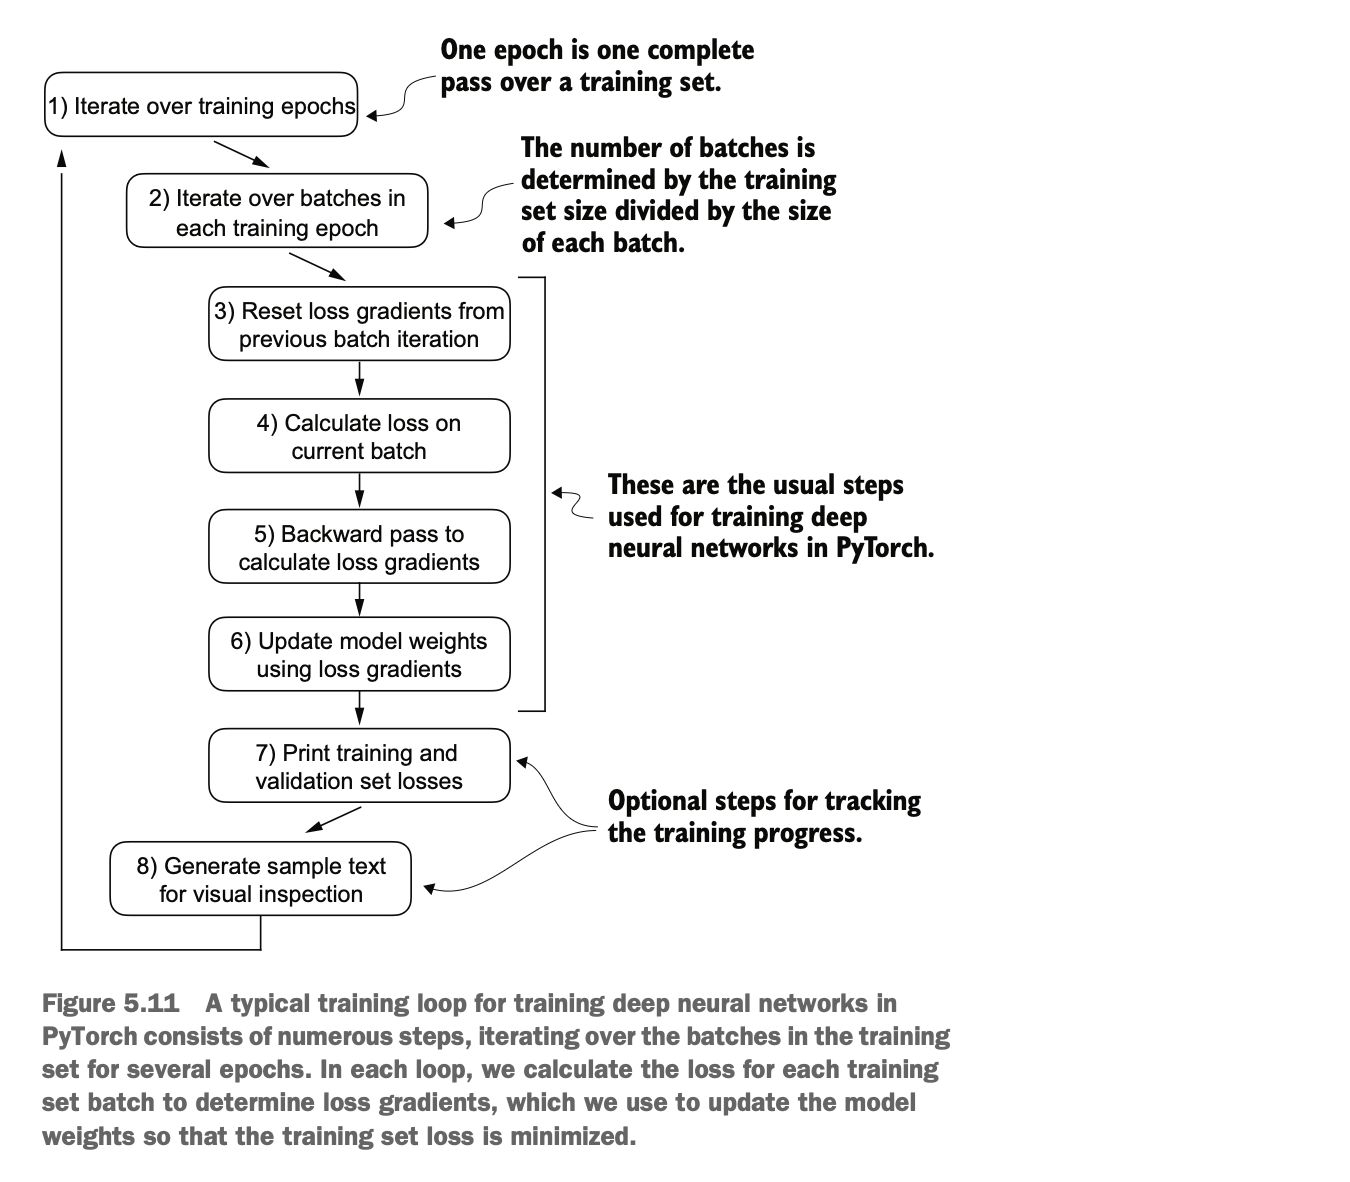 One epoch is one complete
pass over a training set.
1) Iterate over training epochs
The number of batches is
determined by the training
set size divided by the size
of each batch.
2) Iterate over batches in
each training epoch
3) Reset loss gradients from
previous batch iteration
4) Calculate loss on
current batch
These are the usual steps
used for training deep
neural networks in PyTorch.
5) Backward pass to
calculate loss gradients
6) Update model weights
using loss gradients
7) Print training and
validation set losses
Optional steps for tracking
the training progress.
8) Generate sample text
for visual inspection
Figure 5.11 A typical training loop for training deep neural networks in
PyTorch consists of numerous steps, iterating over the batches in the training
set for several epochs. In each loop, we calculate the loss for each training
set batch to determine loss gradients, which we use to update the model
weights so that the training set loss is minimized.